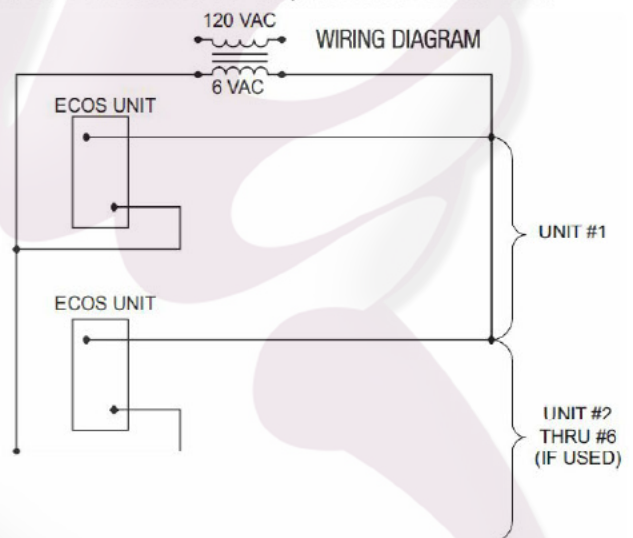 120 VAC
WIRING DIAGRAM
6 VAC
ECOS UNIT
UNIT #1
ECOS UNIT
UNIT #2
THRU #6
(IF USED)